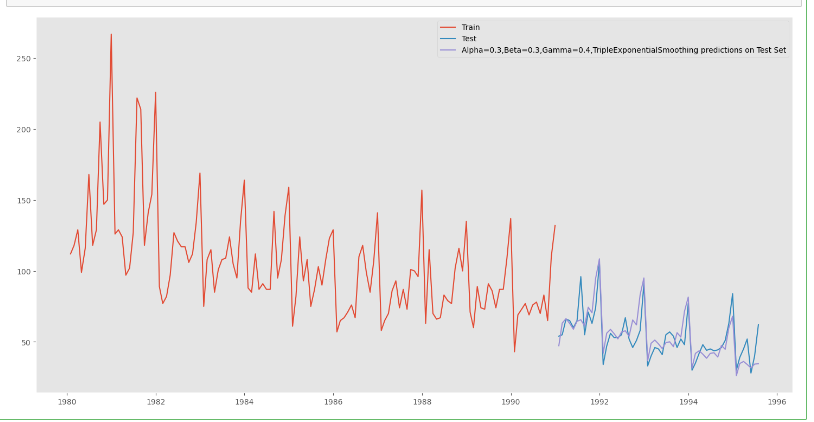 Train
Test
Alpha=0.3,Beta=0.3,Gamma=0.4,TripleExponentialSmoothing predictions on Test Set
250
200
150
100
50
1980 1982 1984 1986 1988 1990 1992 1994 1996